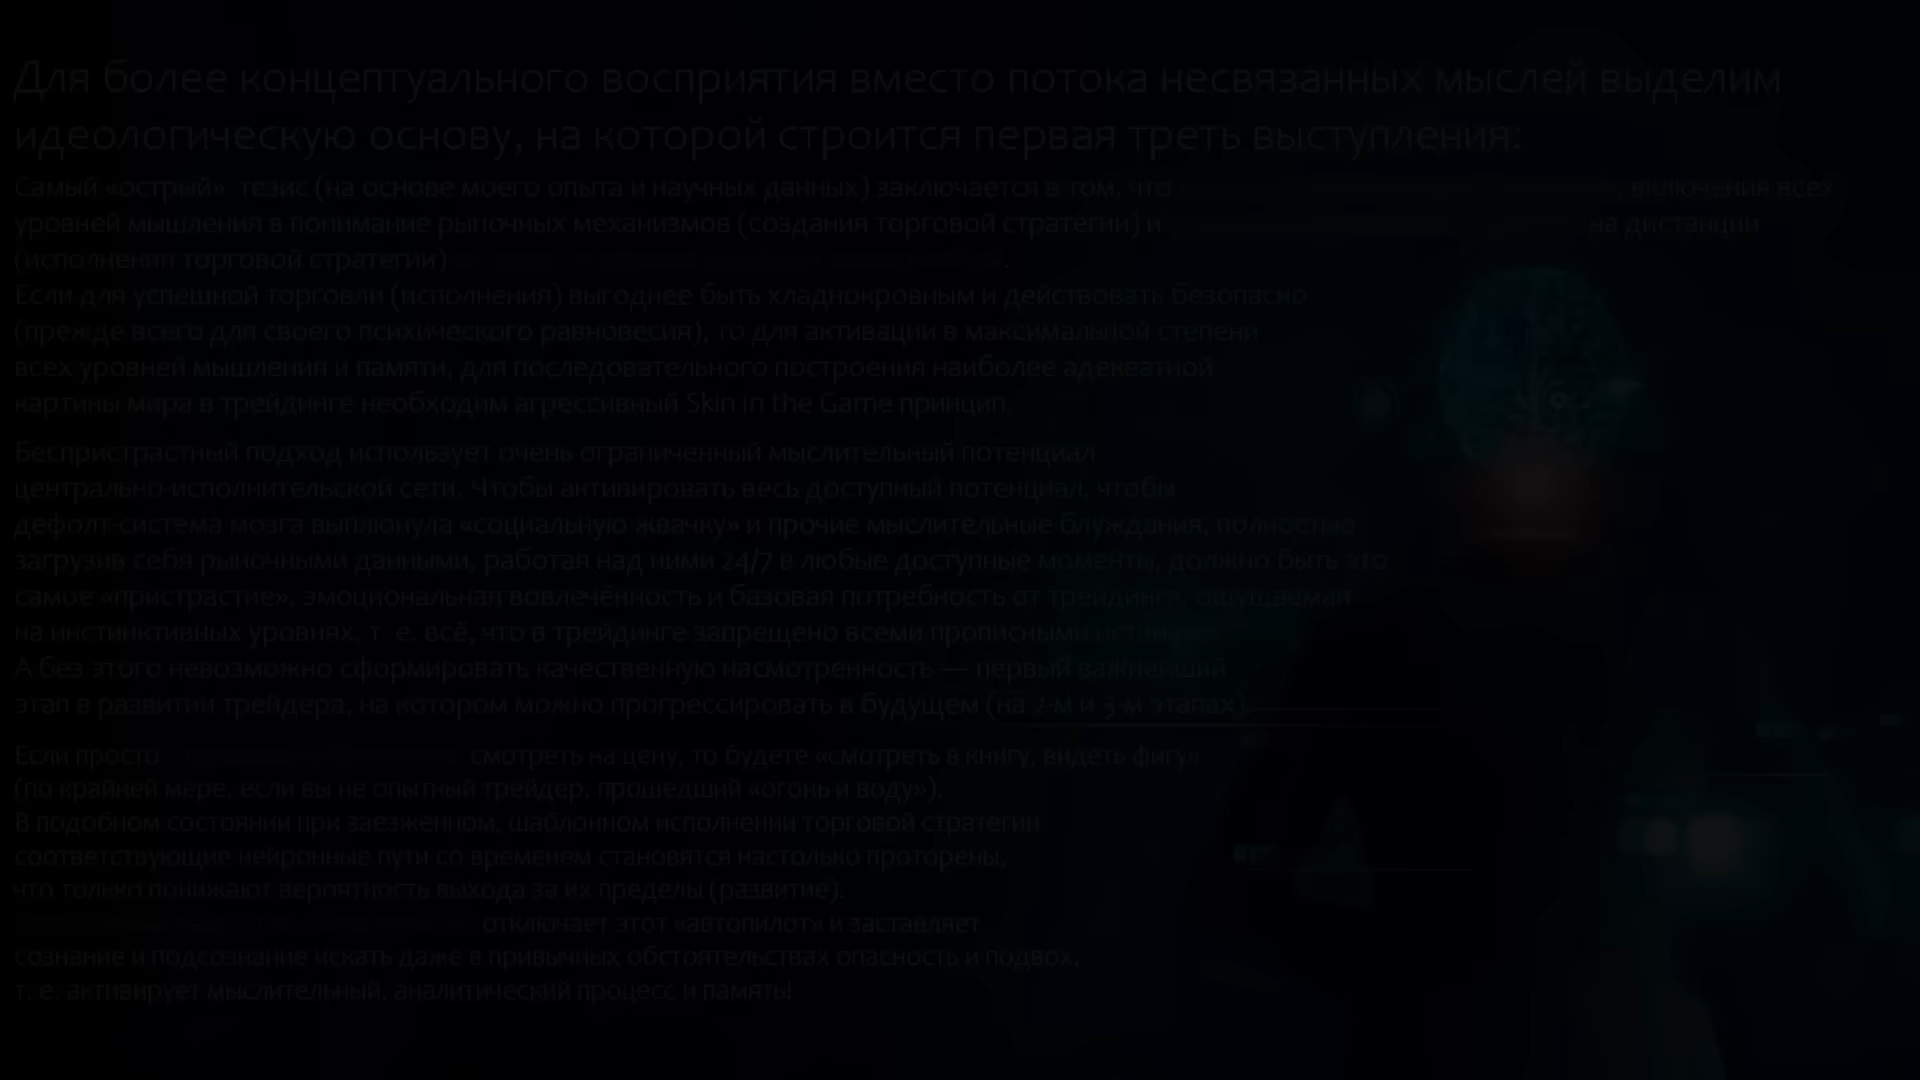 Для более концептуального восприятия вместо потока несвязанных мыслей выделим
идеологическую основу, на которой строится первая треть выступления:
Самый «острый» тезис (на основе моего опыта и научных данных) заключается в том, что включения всех
уровней мышления в понимание рыночных механизмов (создания торговой стратегии) и на дистанции
(исполнения торговой стратегии) .
Если для успешной торговли (исполнения) выгоднее быть хладнокровным и действовать безопасно
(прежде всего для своего психического равновесия), то для активации в максимальной степени
всех уровней мышления и памяти, для последовательного построения наиболее адекватной
картины мира в трейдинге необходим агрессивный Skin in the Game принцип.
Беспристрастный подход использует очень ограниченный мыслительный потенциал
центрально-исполнительской сети. Чтобы активировать весь доступный потенциал, чтобы
дефолт-система мозга выплюнула «социальную жвачку» и прочие мыслительные блуждания, полностью
загрузив себя рыночными данными, работая над ними 24/7 в любые доступные моменты, должно быть это
самое «пристрастие», эмоциональная вовлечённость и базовая потребность от трейдинга, ощущаемая
на инстинктивных уровнях, т. е. всё, что в трейдинге запрещено всеми прописными истинами.
А без этого невозможно сформировать качественную насмотренность — первый важнейший
этап в развитии трейдера, на котором можно прогрессировать в будущем (на 2-м и 3-м этапах).
Если просто смотреть на цену, то будете «смотреть в книгу, видеть фигу»
(по крайней мере, если вы не опытный трейдер, прошедший «огонь и воду»).
В подобном состоянии при заезженном, шаблонном исполнении торговой стратегии
соответствующие нейронные пути со временем становятся настолько проторены,
что только понижают вероятность выхода за их пределы (развитие).
отключает этот «автопилот» и заставляет
сознание и подсознание искать даже в привычных обстоятельствах опасность и подвох,
т. е. активирует мыслительный, аналитический процесс и память!